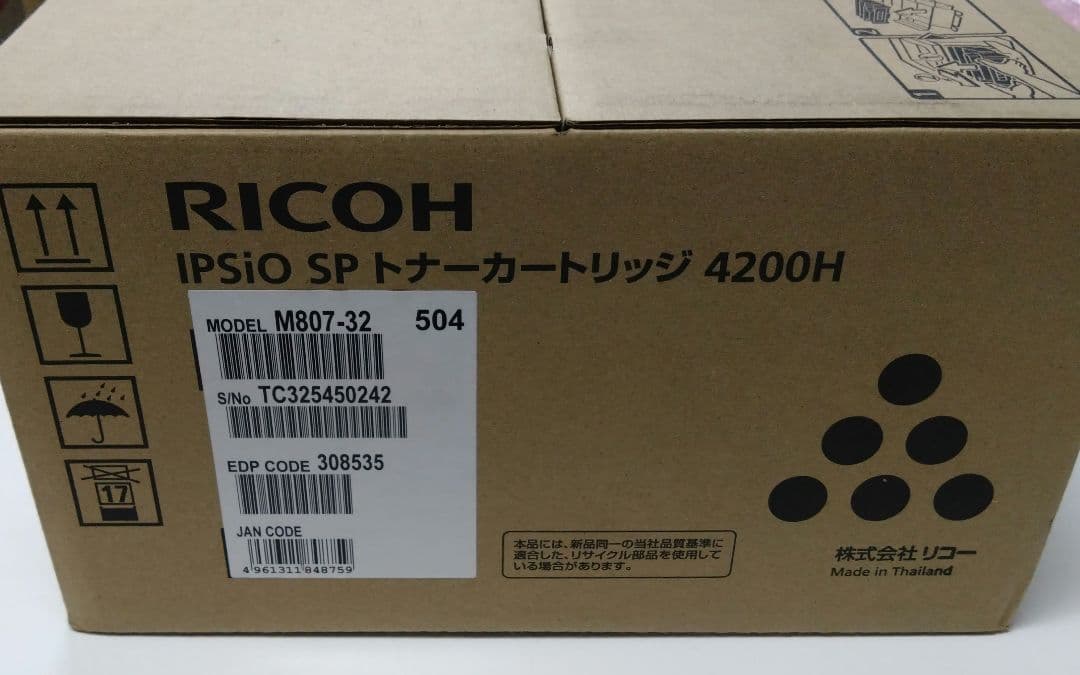 RICOH
IPSiO SP トナーカートリッジ 4200H
MODEL M807-32 504
S/No TC325450242
EDP CODE 308535
JAN CODE
4961311848759
17
本品には、新品同一の当社品質基準に
適合した、リサイクル部品を使用して
いる場合があります。
株式会社 リコー
Made in Thailand